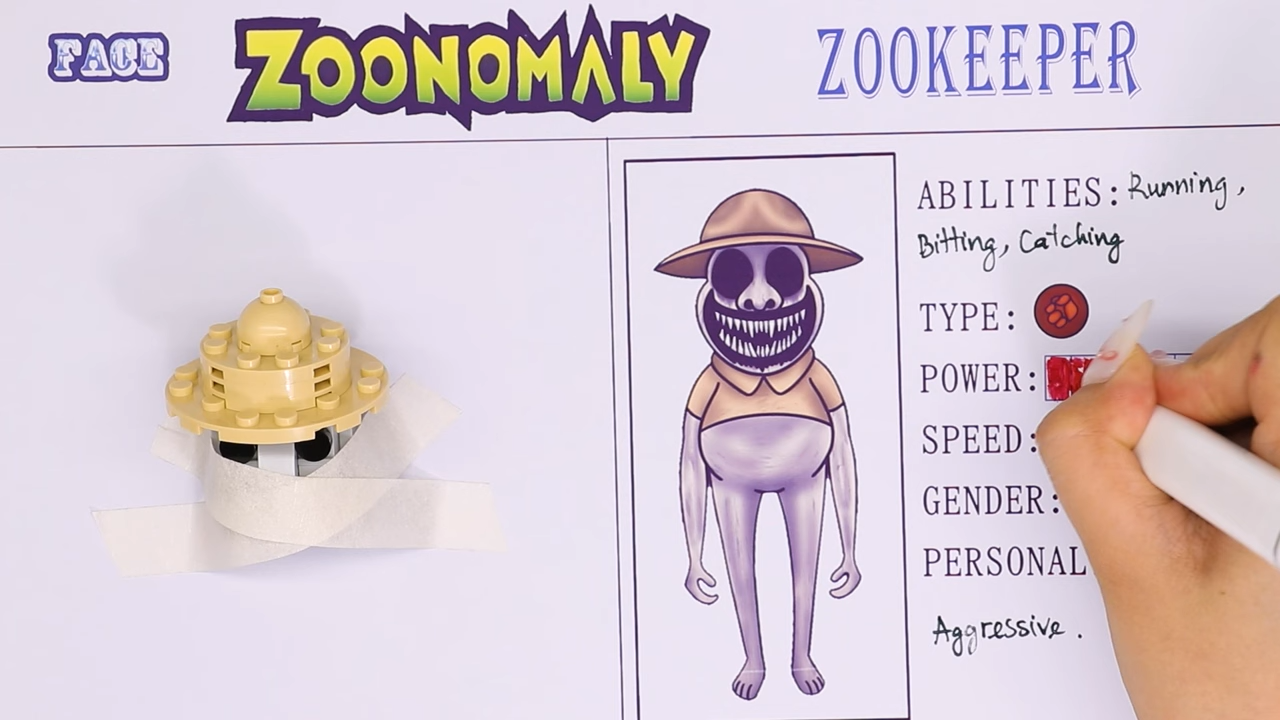 FACE
ZOONOMALY
ZOOKEEPER
ABILITIES: Running,
Bitting, Catching
TYPE:
POWER:
SPEED:
GENDER:
PERSONAL
Aggressive.